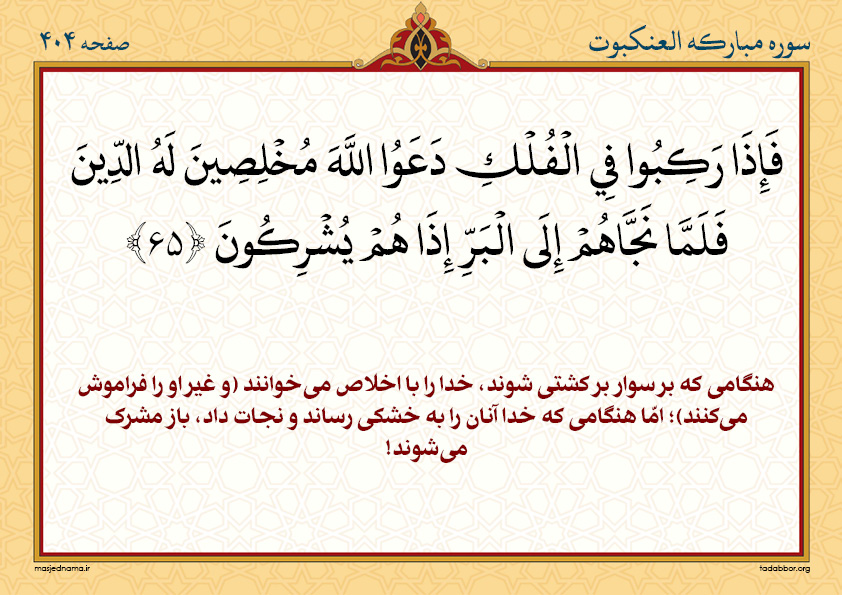 سوره مبارکه العنکبوت
صفحه ۴۰۴
فَإِذَا رَكِبُوا فِي الْفُلْكِ دَعَوُا اللَّهَ مُخْلِصِينَ لَهُ الدِّينَ
فَلَمَّا نَجَّاهُمْ إِلَى الْبَرِّ إِذَا هُمْ يُشْرِكُونَ ﴿۶۵﴾
هنگامی که بر سوار بر کشتی شوند، خدا را با اخلاص می‌خوانند (و غیر او را فراموش
می‌کنند)؛ امّا هنگامی که خدا آنان را به خشکی رساند و نجات داد، باز مشرک
می‌شوند!
masjednama.ir
tadabbor.org